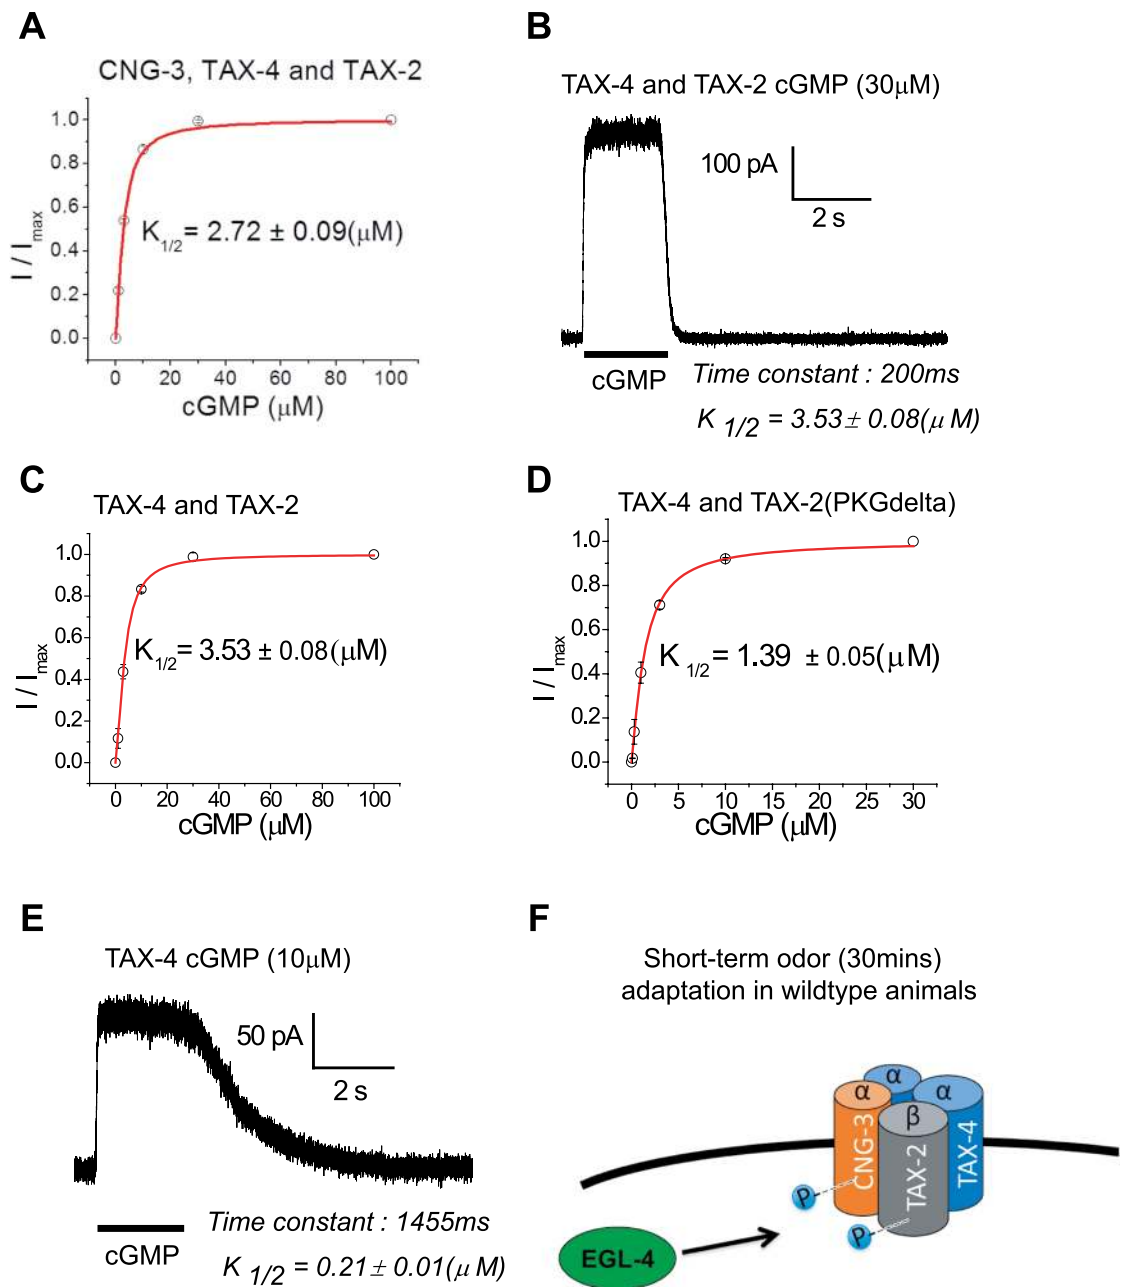 A
CNG-3, TAX-4 and TAX-2
1.0
0.8
0.6
0.4
0.2
0.0
I / Imax
K1/2 = 2.72 ± 0.09(µM)
0 20 40 60 80 100
cGMP (µM)
B
TAX-4 and TAX-2 cGMP (30µM)
100 pA
2 s
cGMP
Time constant : 200ms
K 1/2 = 3.53 ± 0.08(µ M)
C
TAX-4 and TAX-2
1.0
0.8
0.6
0.4
0.2
0.0
I / Imax
K1/2 = 3.53 ± 0.08(µM)
0 20 40 60 80 100
cGMP (µM)
D
TAX-4 and TAX-2(PKGdelta)
1.0
0.8
0.6
0.4
0.2
0.0
I / Imax
K 1/2 = 1.39 ± 0.05(µ M)
0 5 10 15 20 25 30
cGMP (µM)
E
TAX-4 cGMP (10µM)
50 pA
2 s
cGMP
Time constant : 1455ms
K 1/2 = 0.21 ± 0.01(µ M)
F
Short-term odor (30mins)
adaptation in wildtype animals
α
α
α
β
CNG-3
TAX-2
TAX-4
P
P
EGL-4